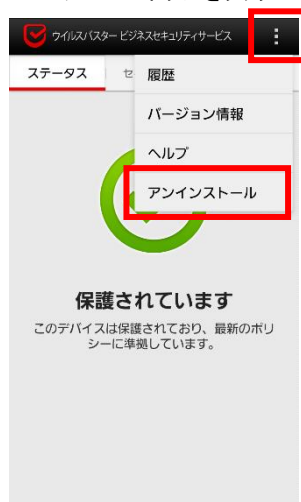 ウイルスバスター ビジネスセキュリティサービス
ステータス
履歴
バージョン情報
ヘルプ
アンインストール
保護されています
このデバイスは保護されており、最新のポリ
シーに準拠しています。